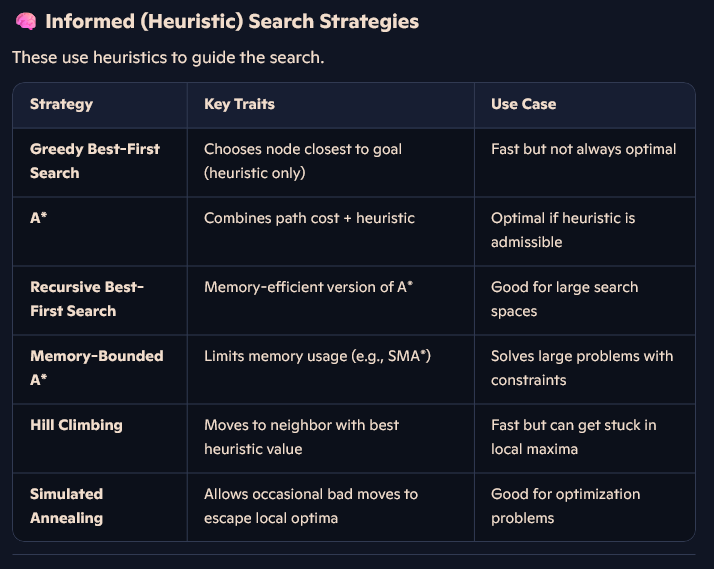 🧠 Informed (Heuristic) Search Strategies
These use heuristics to guide the search.
Strategy Key Traits Use Case
Greedy Best-First Chooses node closest to goal Fast but not always optimal
Search (heuristic only)
A* Combines path cost + heuristic Optimal if heuristic is
admissible
Recursive Best- Memory-efficient version of A* Good for large search
First Search spaces
Memory-Bounded Limits memory usage (e.g., SMA*) Solves large problems with
A* constraints
Hill Climbing Moves to neighbor with best Fast but can get stuck in
heuristic value local maxima
Simulated Allows occasional bad moves to Good for optimization
Annealing escape local optima problems